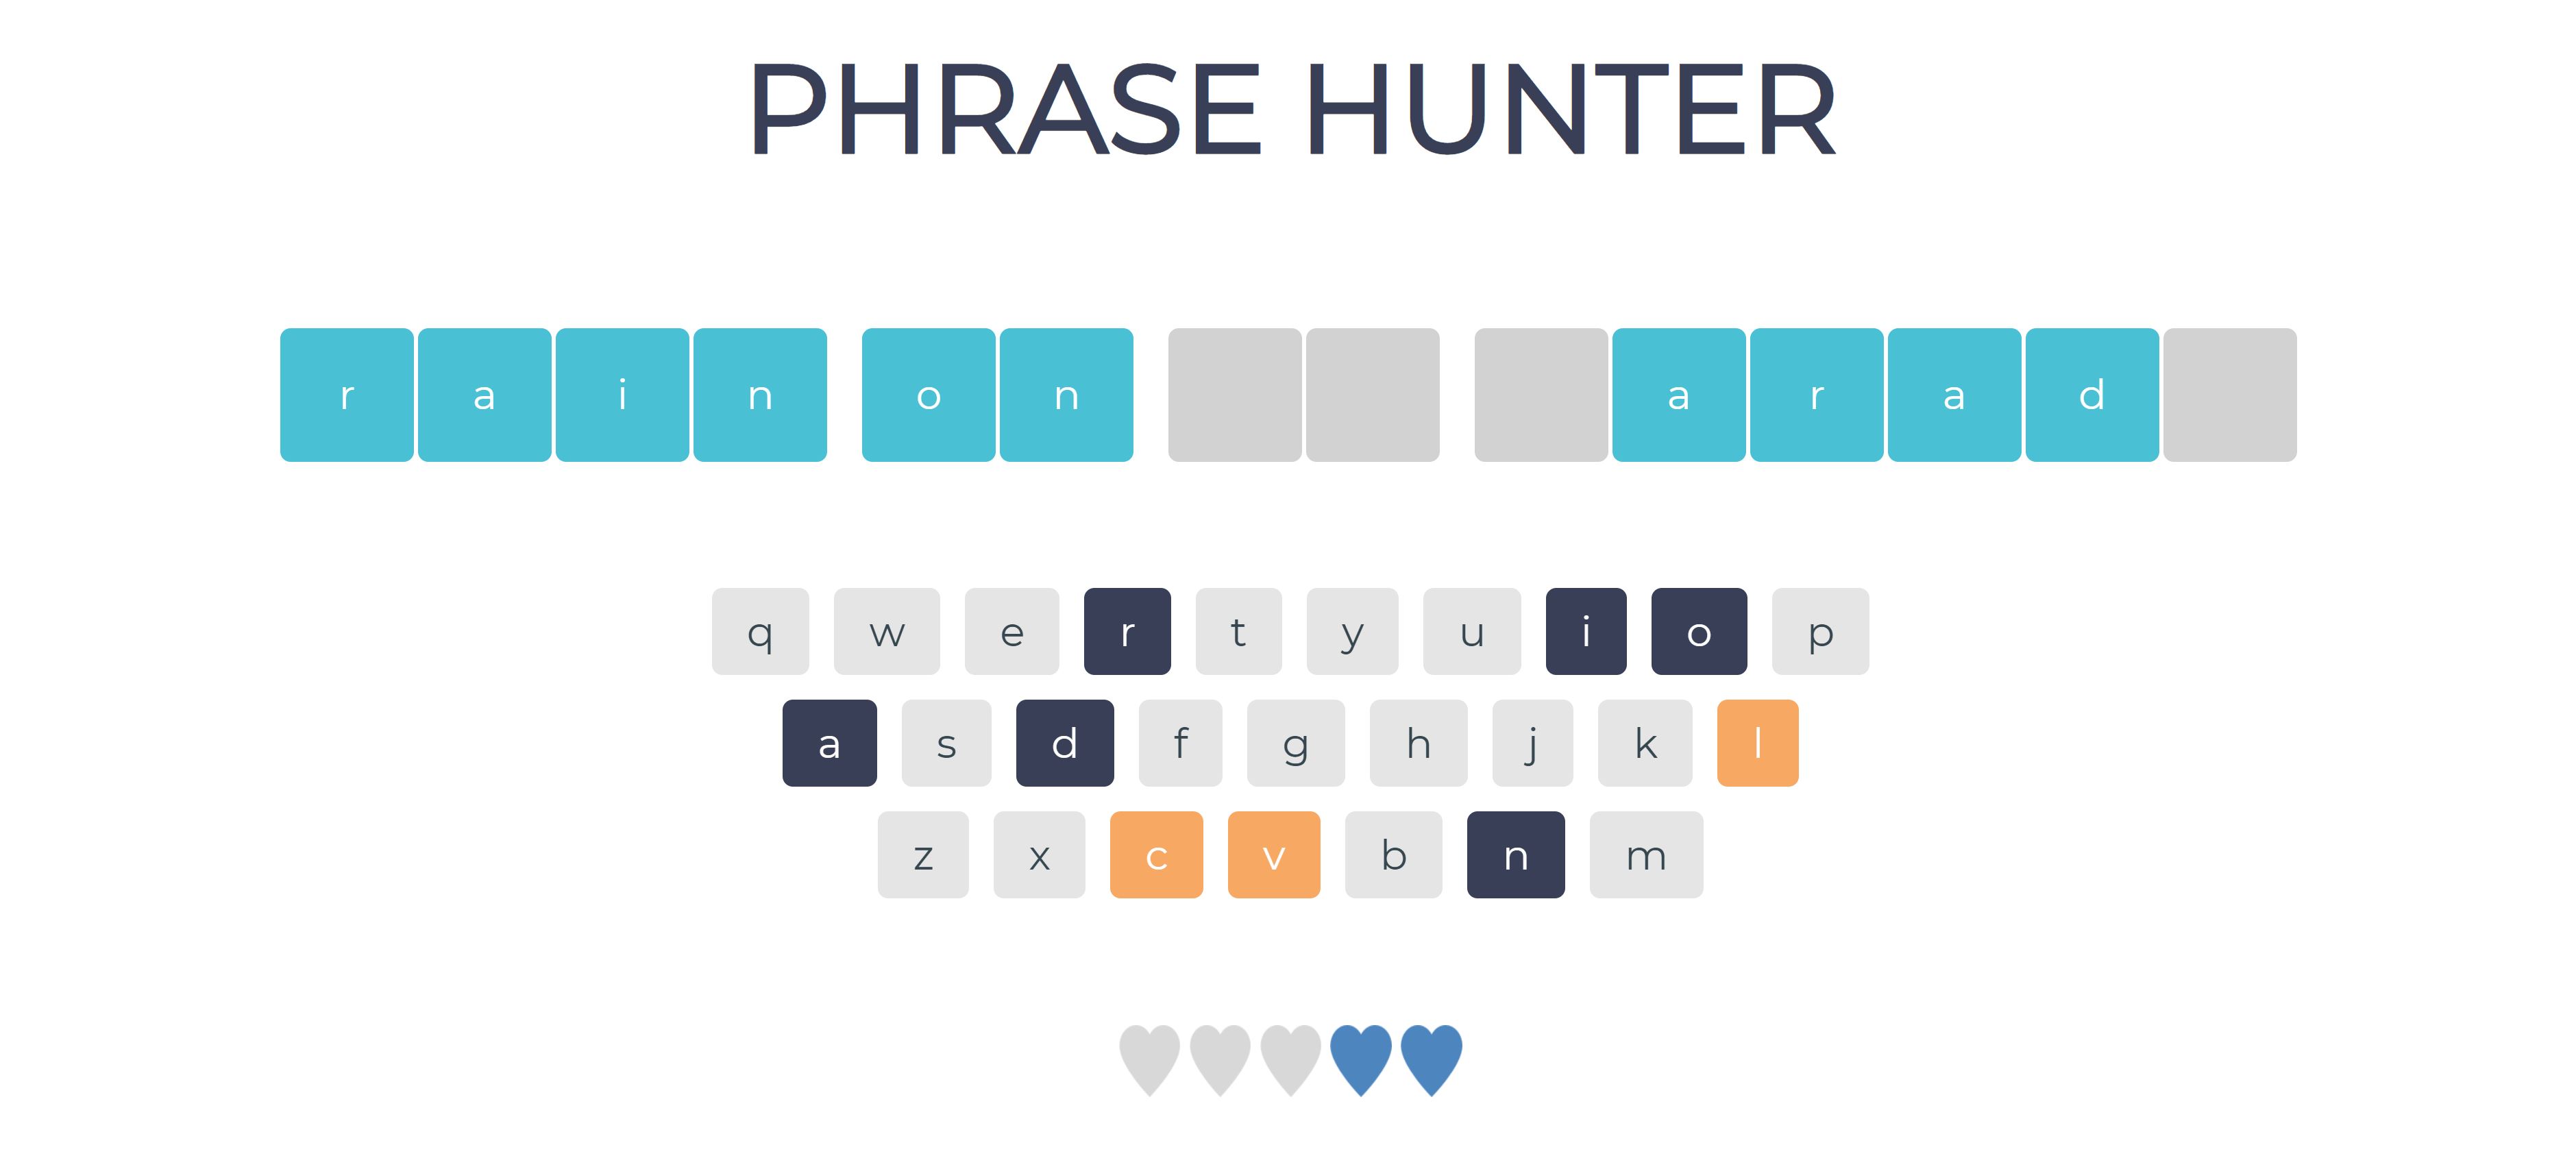 PHRASE HUNTER
r a i n o n a r a d
q w e r t y u i o p
a s d f g h j k l
z x c v b n m